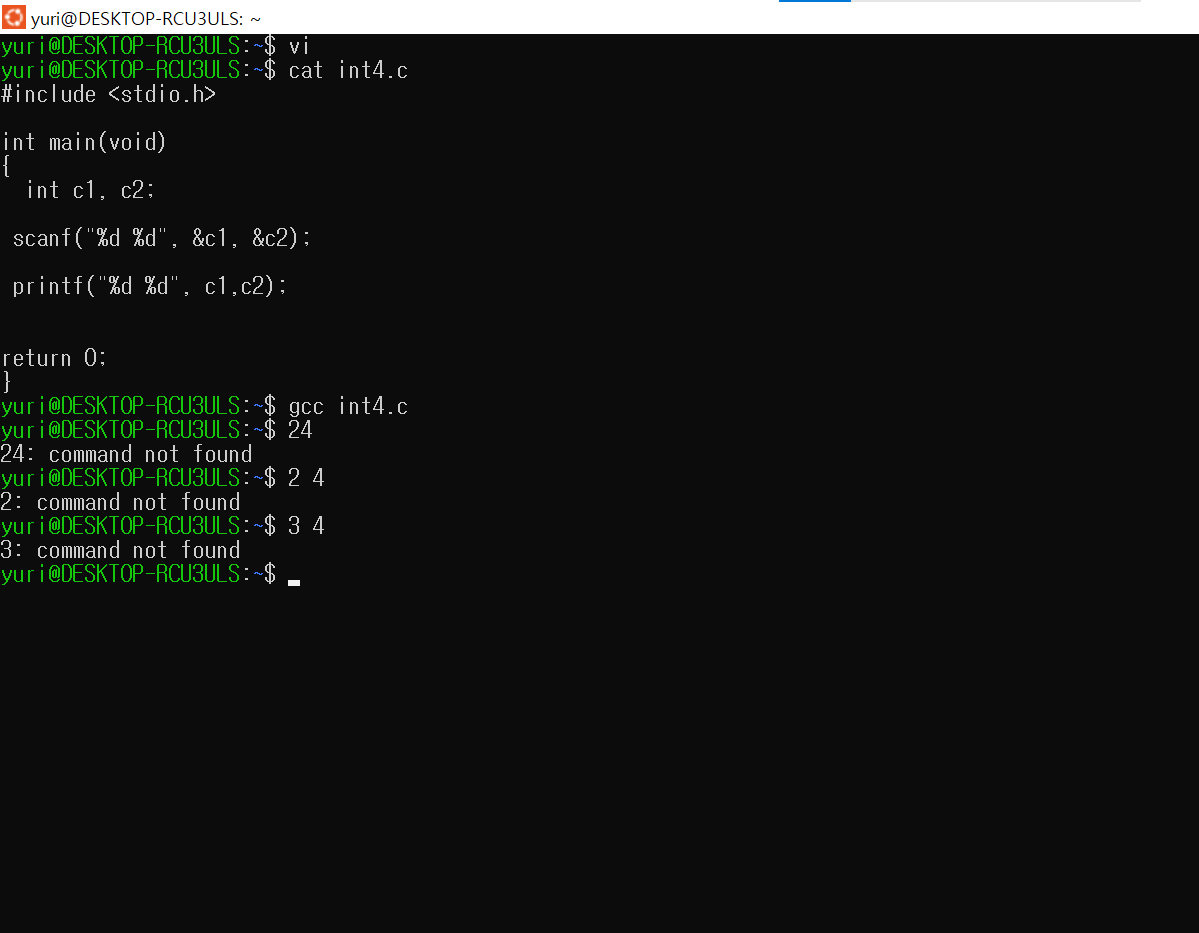 yuri@DESKTOP-RCU3ULS: ~
yuri@DESKTOP-RCU3ULS:~$ vi
yuri@DESKTOP-RCU3ULS:~$ cat int4.c
#include <stdio.h>
int main(void)
{
  int c1, c2;
 scanf("%d %d", &c1, &c2);
 printf("%d %d", c1,c2);
return 0;
}
yuri@DESKTOP-RCU3ULS:~$ gcc int4.c
yuri@DESKTOP-RCU3ULS:~$ 24
24: command not found
yuri@DESKTOP-RCU3ULS:~$ 2 4
2: command not found
yuri@DESKTOP-RCU3ULS:~$ 3 4
3: command not found
yuri@DESKTOP-RCU3ULS:~$